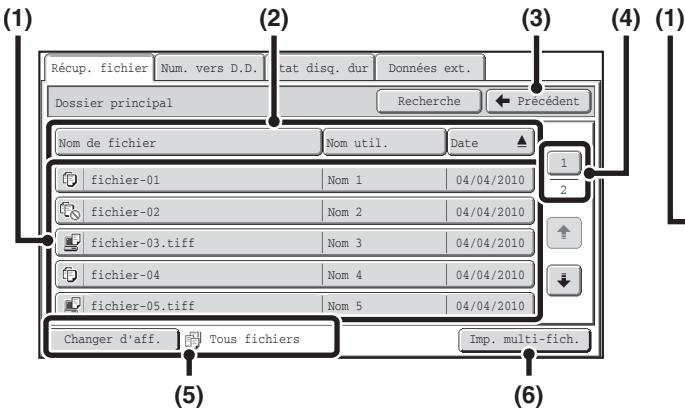 (1) (2) (3) (4) (1)
Récup. fichier Num. vers D.D. tat disq. dur Données ext.
Dossier principal Recherche Précédent
Nom de fichier Nom util. Date
1
2
fichier-01 Nom 1 04/04/2010
fichier-02 Nom 2 04/04/2010
fichier-03.tiff Nom 3 04/04/2010
fichier-04 Nom 4 04/04/2010
fichier-05.tiff Nom 5 04/04/2010
Changer d'aff. Tous fichiers Imp. multi-fich.
(5) (6)